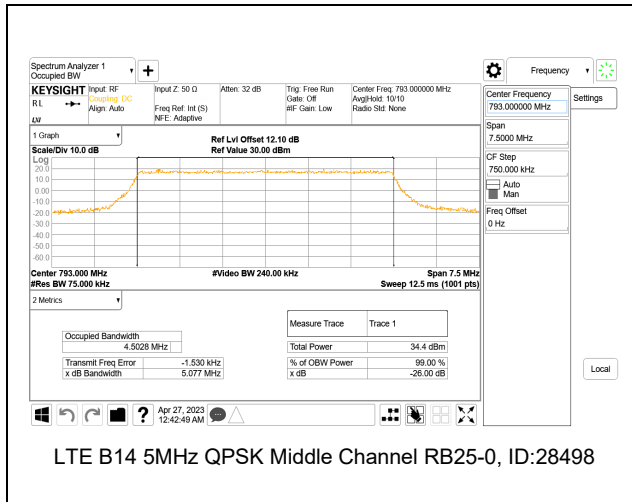 Spectrum Analyzer 1
Occupied BW
Frequency
KEYSIGHT
RL
LXI
Input: RF
Coupling: DC
Align: Auto
Input Z: 50 Ω
Freq Ref: Int (S)
NFE: Adaptive
Atten: 32 dB
Trig: Free Run
Gate: Off
#IF Gain: Low
Center Freq: 793.000000 MHz
Avg|Hold: 10/10
Radio Std: None
Center Frequency
793.000000 MHz
Settings
Span
7.5000 MHz
CF Step
750.000 kHz
Auto
Man
Freq Offset
0 Hz
Local
1 Graph
Scale/Div 10.0 dB
Ref Lvl Offset 12.10 dB
Ref Value 30.00 dBm
Log
20.0
10.0
0.00
-10.0
-20.0
-30.0
-40.0
-50.0
-60.0
Center 793.000 MHz
#Video BW 240.00 kHz
Span 7.5 MHz
#Res BW 75.000 kHz
Sweep 12.5 ms (1001 pts)
2 Metrics
Measure Trace Trace 1
Occupied Bandwidth
4.5028 MHz
Total Power 34.4 dBm
Transmit Freq Error -1.530 kHz
% of OBW Power 99.00 %
x dB Bandwidth 5.077 MHz
x dB -26.00 dB
Apr 27, 2023
12:42:49 AM
LTE B14 5MHz QPSK Middle Channel RB25-0, ID:28498